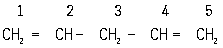 1 2 3 4 5
CH₂ = CH – CH₂ – CH = CH₂